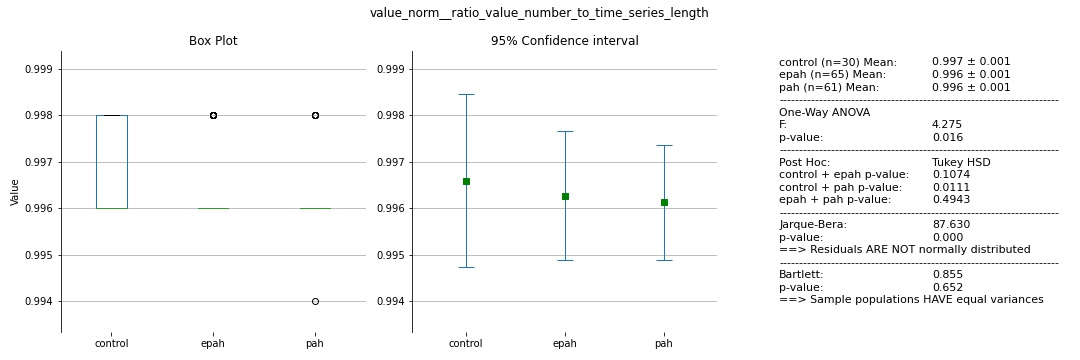 value_norm__ratio_value_number_to_time_series_length
Box Plot
0.999
0.998
0.997
0.996
0.995
0.994
Value
control
epah
pah
95% Confidence interval
0.999
0.998
0.997
0.996
0.995
0.994
control
epah
pah
control (n=30) Mean: 0.997 ± 0.001
epah (n=65) Mean: 0.996 ± 0.001
pah (n=61) Mean: 0.996 ± 0.001
One-Way ANOVA
F: 4.275
p-value: 0.016
Post Hoc: Tukey HSD
control + epah p-value: 0.1074
control + pah p-value: 0.0111
epah + pah p-value: 0.4943
Jarque-Bera: 87.630
p-value: 0.000
==> Residuals ARE NOT normally distributed
Bartlett: 0.855
p-value: 0.652
==> Sample populations HAVE equal variances